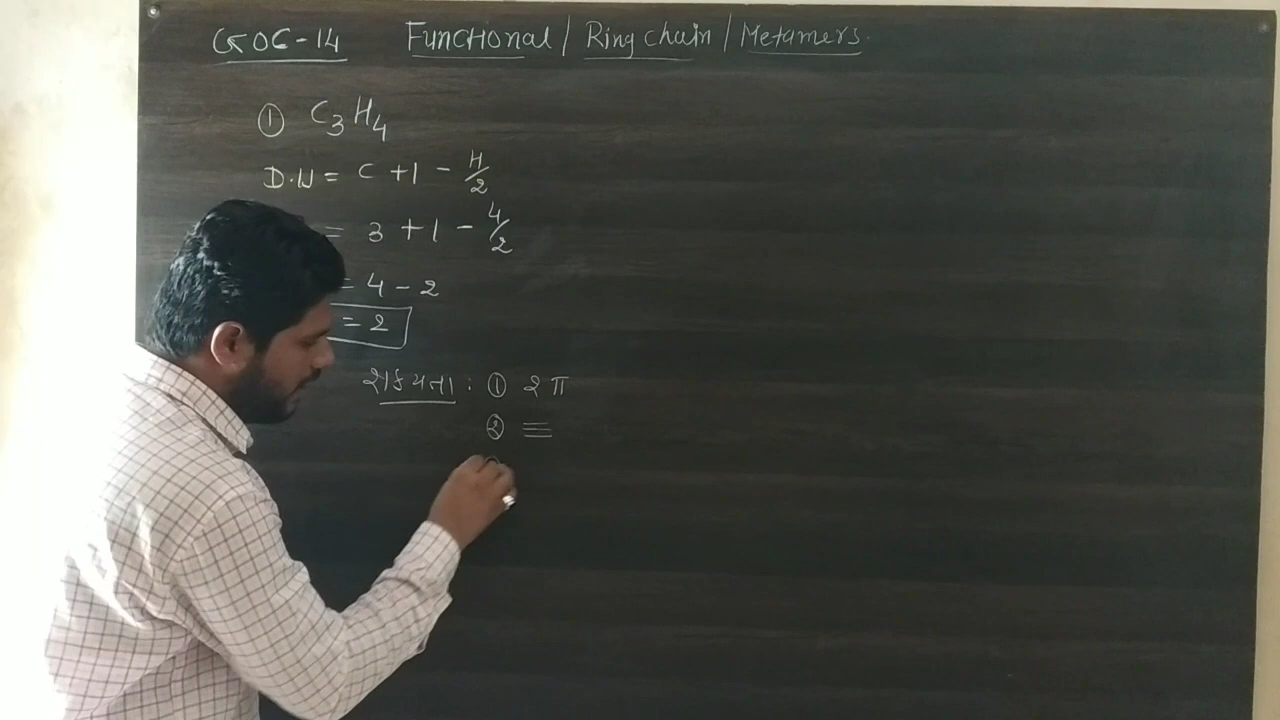 GOC-14 Functional / Ring chain / Metamers.
① C₃H₄
D.U = C + 1 - H/2
= 3 + 1 - 4/2
= 4 - 2
= 2
શક્યતા : ① 2 π
② ≡